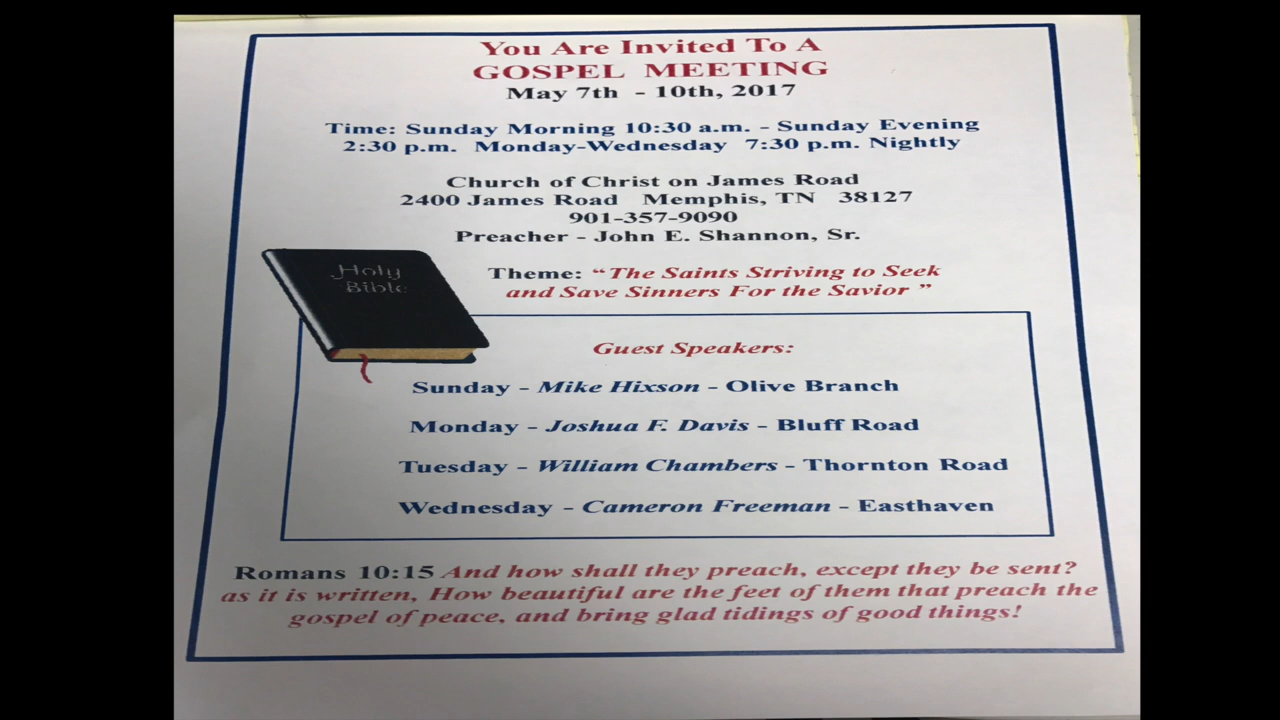 You Are Invited To A
GOSPEL MEETING
May 7th - 10th, 2017
Time: Sunday Morning 10:30 a.m. - Sunday Evening
2:30 p.m. Monday-Wednesday 7:30 p.m. Nightly
Church of Christ on James Road
2400 James Road Memphis, TN 38127
901-357-9090
Preacher - John E. Shannon, Sr.
Holy
Bible
Theme: “ The Saints Striving to Seek
and Save Sinners For the Savior ”
Guest Speakers:
Sunday - Mike Hixson - Olive Branch
Monday - Joshua F. Davis - Bluff Road
Tuesday - William Chambers - Thornton Road
Wednesday - Cameron Freeman - Easthaven
Romans 10:15 And how shall they preach, except they be sent?
as it is written, How beautiful are the feet of them that preach the
gospel of peace, and bring glad tidings of good things!